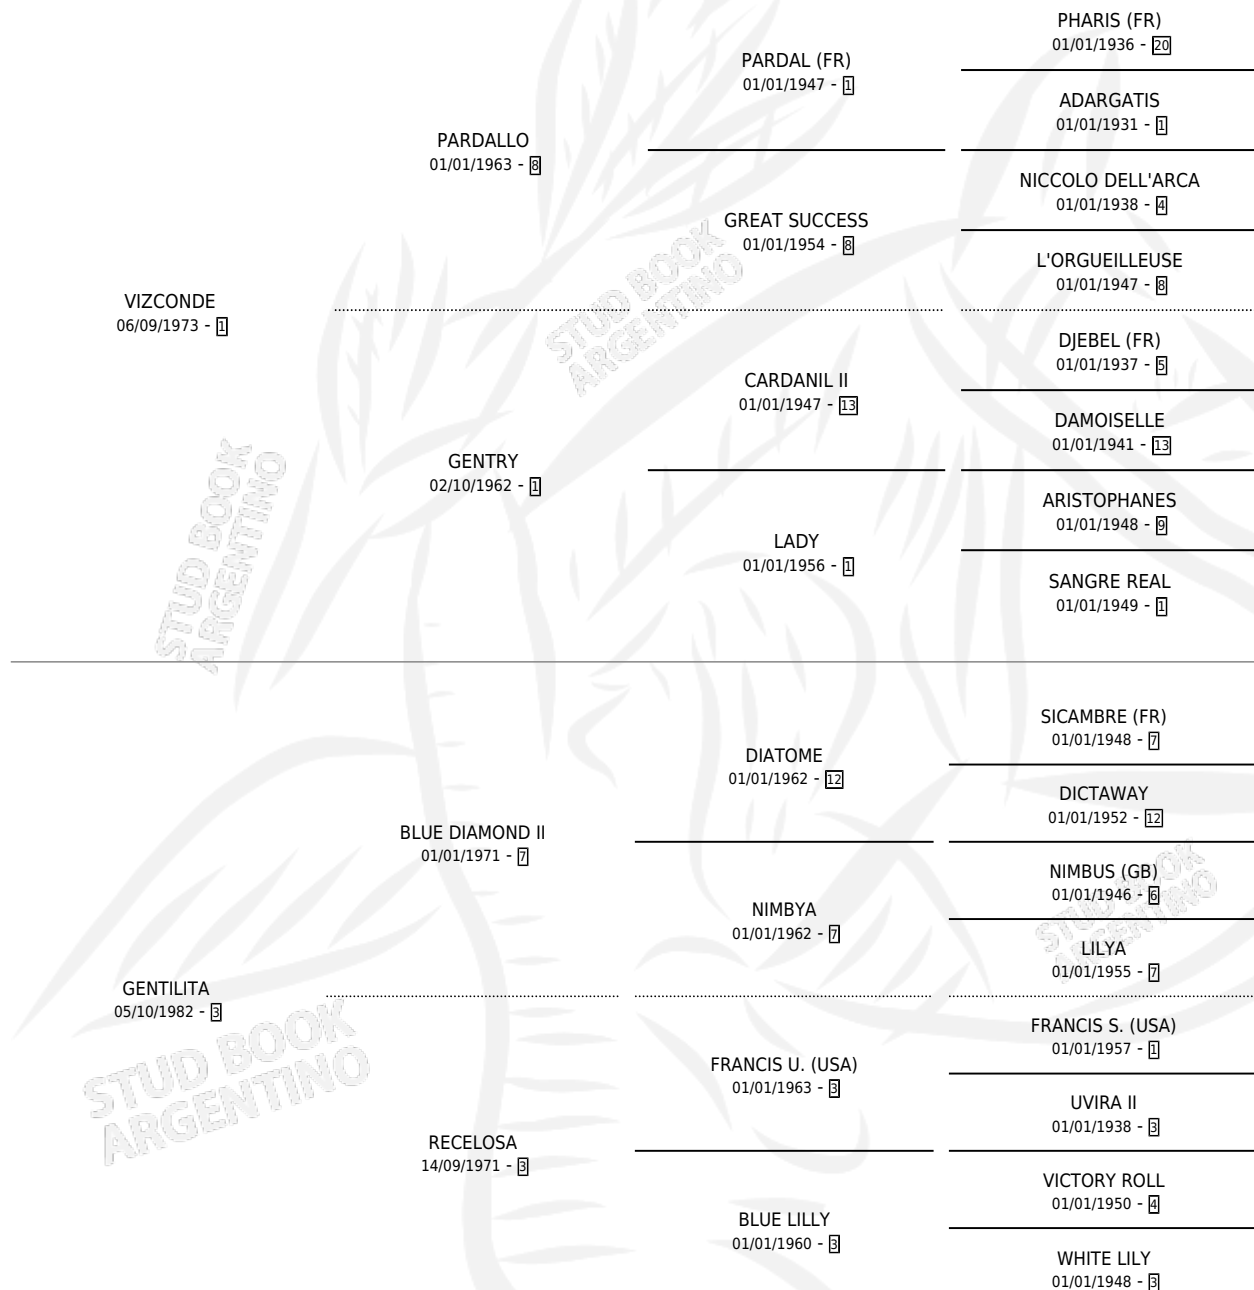 PHARIS (FR)
01/01/1936 - 20
PARDAL (FR)
01/01/1947 - 1
ADARGATIS
01/01/1931 - 1
PARDALLO
01/01/1963 - 8
NICCOLO DELL'ARCA
01/01/1938 - 4
GREAT SUCCESS
01/01/1954 - 8
L'ORGUEILLEUSE
01/01/1947 - 8
VIZCONDE
06/09/1973 - 1
STUD BOOK
ARGENTINO
DJEBEL (FR)
01/01/1937 - 5
CARDANIL II
01/01/1947 - 13
DAMOISELLE
01/01/1941 - 13
GENTRY
02/10/1962 - 1
ARISTOPHANES
01/01/1948 - 9
LADY
01/01/1956 - 1
SANGRE REAL
01/01/1949 - 1
STUD BOOK
ARGENTINO
SICAMBRE (FR)
01/01/1948 - 7
DIATOME
01/01/1962 - 12
DICTAWAY
01/01/1952 - 12
BLUE DIAMOND II
01/01/1971 - 7
NIMBUS (GB)
01/01/1946 - 6
NIMBYA
01/01/1962 - 7
STUD BOOK
ARGENTINO
LILYA
01/01/1955 - 7
GENTILITA
05/10/1982 - 3
FRANCIS S. (USA)
01/01/1957 - 1
FRANCIS U. (USA)
01/01/1963 - 3
STUD BOOK
ARGENTINO
UVIRA II
01/01/1938 - 3
RECELOSA
14/09/1971 - 3
VICTORY ROLL
01/01/1950 - 4
BLUE LILLY
01/01/1960 - 3
WHITE LILY
01/01/1948 - 3